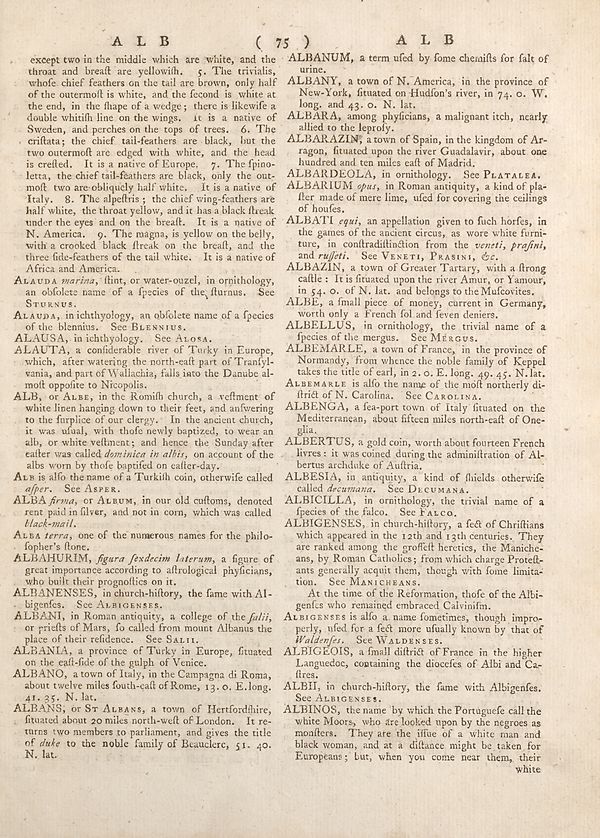 A L B
( 75 )
A L B
except two in the middle which are white, and the
throat and breaſt are yellowiſh. 5. The trivialis,
whoſe chief feathers on the tail are brown, only half
of the outermoſt is white, and the ſecond is white at
the end, in the ſhape of a wedge; there is likewiſe a
double whitiſh line on the wings. It is a native of
Sweden, and perches on the tops of trees. 6. The
criſtata; the chief tail-feathers are black, but the
two outermoſt are edged with white, and the head
is creſted. It is a native of Europe. 7. The ſpino-
letta, the chief tail-feathers are black, only the out-
moſt two are obliquely half white. It is a native of
Italy. 8. The alpeſtris; the chief wing-feathers are
half white, the throat yellow, and it has a black ſtreak
under the eyes and on the breaſt. It is a native of
N. America. 9. The magna, is yellow on the belly,
with a crooked black ſtreak on the breaſt, and the
three ſide-feathers of the tail white. It is a native of
Africa and America.
ALAUDA marina, ſtint, or water-ouzel, in ornithology,
an obſolete name of a ſpecies of the ſturnus. See
STURNUS.
ALAUDA, in ichthyology, an obſolete name of a ſpecies
of the blennius. See BLENNIUS.
ALAUSA, in ichthyology. See ALOSA.
ALAUTA, a conſiderable river of Turky in Europe,
which, after watering the north-eaſt part of Tranſyl-
vania, and part of Wallachia, falls into the Danube al-
moſt oppoſite to Nicopolis.
ALB, or ALBE, in the Romiſh church, a veſtment of
white linen hanging down to their feet, and anſwering
to the ſurplice of our clergy. In the ancient church,
it was uſual, with thoſe newly baptized, to wear an
alb, or white veſtment; and hence the Sunday after
eaſter was called dominica in albis, on account of the
albs worn by thoſe baptiſed on eaſter-day.
ALB is alſo the name of a Turkiſh coin, otherwiſe called
aſper. See ASPER.
ALBA firma, or ALBUM, in our old cuſtoms, denoted
rent paid in ſilver, and not in corn, which was called
black-mail.
ALBA terra, one of the numerous names for the philo-
ſopher's ſtone.
ALBAHURIM, figura ſexdecim laterum, a figure of
great importance according to aſtrological phyſicians,
who built their prognoſtics on it.
ALBANENSES, in church-hiſtory, the ſame with Al-
bigenſes. See ALBIGENSES.
ALBANI, in Roman antiquity, a college of the ſalii,
or prieſts of Mars, ſo called from mount Albanus the
place of their reſidence. See SALII.
ALBANIA, a province of Turky in Europe, ſituated
on the eaſt-ſide of the gulph of Venice.
ALBANO, a town of Italy, in the Campagna di Roma,
about twelve miles ſouth-eaſt of Rome, 13. 0. E. long.
41. 35. N. lat.
ALBANS, or ST ALBANS, a town of Hertfordſhire,
ſituated about 20 miles north-weſt of London. It re-
turns two members to parliament, and gives the title
of duke to the noble family of Beauclerc, 51. 40.
N. lat.
ALBANUM, a term uſed by ſome chemiſts for ſalt of
urine.
ALBANY, a town of N. America, in the province of
New-York, ſituated on Hudſon's river, in 74. 0. W.
long. and 43. 0. N. lat.
ALBARA, among phyſicians, a malignant itch, nearly
allied to the leproſy.
ALBARAZIN, a town of Spain, in the kingdom of Ar-
ragon, ſituated upon the river Guadalavir, about one
hundred and ten miles eaſt of Madrid.
ALBARDEOLA, in ornithology. See PLATALEA.
ALBARIUM opus, in Roman antiquity, a kind of pla-
ſter made of mere lime, uſed for covering the ceilings
of houſes.
ALBATI equi, an appellation given to ſuch horſes, in
the games of the ancient circus, as wore white furni-
ture, in conſtradiſtinction from the veneti, praſini,
and ruſſeti. See VENETI, PRASINI, &c.
ALBAZIN, a town of Greater Tartary, with a ſtrong
caſtle: It is ſituated upon the river Amur, or Yamour,
in 54. 0. of N. lat. and belongs to the Muſcovites.
ALBE, a ſmall piece of money, current in Germany,
worth only a French ſol and ſeven deniers.
ALBELLUS, in ornithology, the trivial name of a
ſpecies of the mergus. See MERGUS.
ALBEMARLE, a town of France, in the province of
Normandy, from whence the noble family of Keppel
takes the title of earl, in 2. 0. E. long. 49. 45. N. lat.
ALBEMARLE is alſo the name of the moſt northerly di-
ſtrict of N. Carolina. See CAROLINA.
ALBENGA, a ſea-port town of Italy ſituated on the
Mediterranean, about fifteen miles north-eaſt of One-
glia.
ALBERTUS, a gold coin, worth about fourteen French
livres: it was coined during the adminiſtration of Al-
bertus archduke of Auſtria.
ALBESIA, in antiquity, a kind of ſhields otherwiſe
called decumana. See DECUMANA.
ALBICILLA, in ornithology, the trivial name of a
ſpecies of the falco. See FALCO.
ALBIGENSES, in church-hiſtory, a ſect of Chriſtians
which appeared in the 12th and 13th centuries. They
are ranked among the groſſeſt heretics, the Maniche-
ans, by Roman Catholics; from which charge Proteſt-
ants generally acquit them, though with ſome limita-
tion. See MANICHEANS.
At the time of the Reformation, thoſe of the Albi-
genſes who remained embraced Calviniſm.
ALBIGENSES is alſo a name ſometimes, though impro-
perly, uſed for a ſect more uſually known by that of
Waldenſes. See WALDENSES.
ALBIGEOIS, a ſmall diſtrict of France in the higher
Languedoc, containing the dioceſes of Albi and Ca-
ſtres.
ALBII, in church-hiſtory, the ſame with Albigenſes.
See ALBIGENSES.
ALBINOS, the name by which the Portugueſe call the
white Moors, who are looked upon by the negroes as
monſters. They are the iſſue of a white man and
black woman, and at a diſtance might be taken for
Europeans; but, when you come near them, their
white